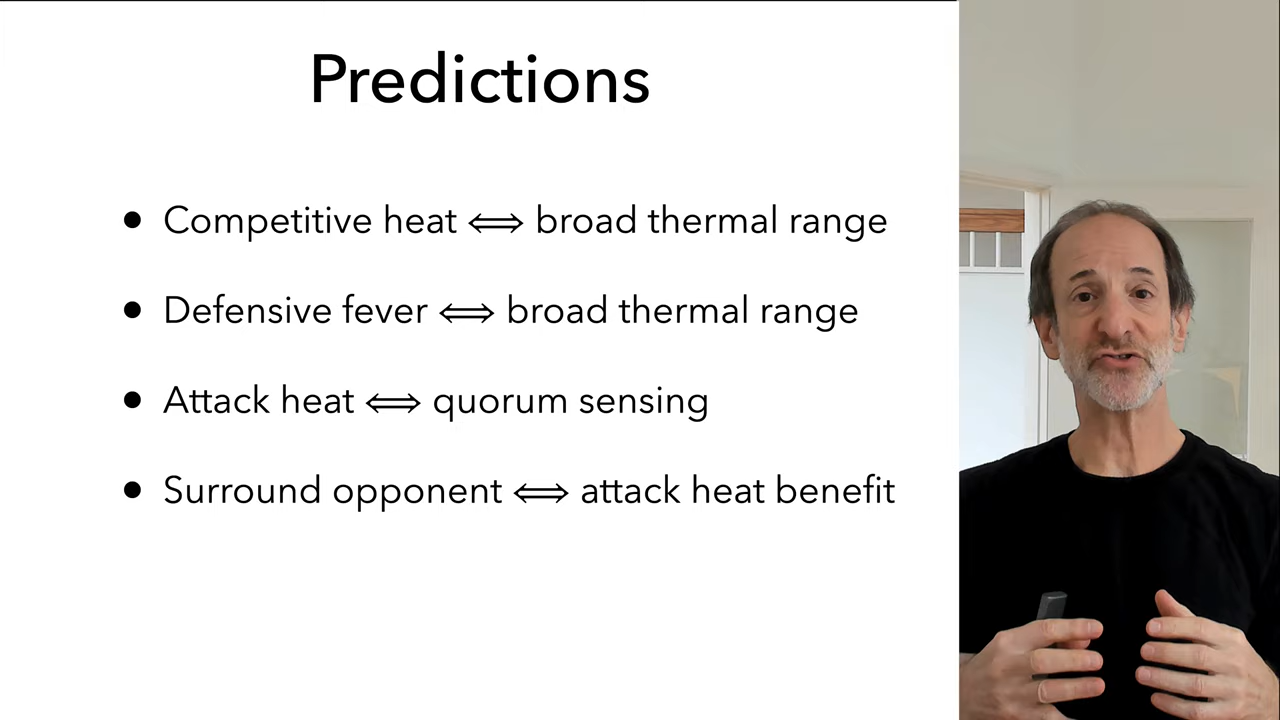 Predictions
• Competitive heat ⟺ broad thermal range
• Defensive fever ⟺ broad thermal range
• Attack heat ⟺ quorum sensing
• Surround opponent ⟺ attack heat benefit